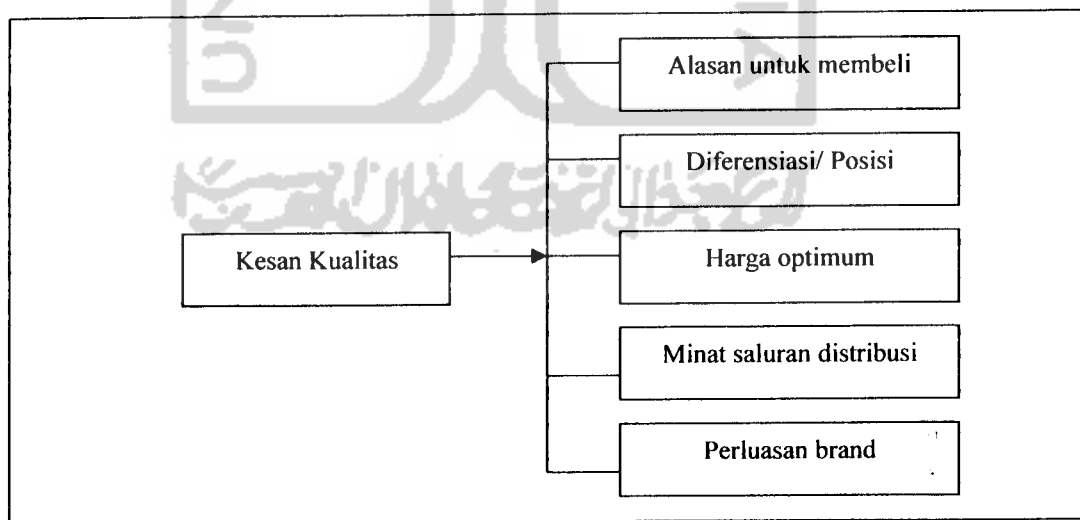 Alasan untuk membeli
Diferensiasi/ Posisi
Kesan Kualitas
Harga optimum
Minat saluran distribusi
Perluasan brand